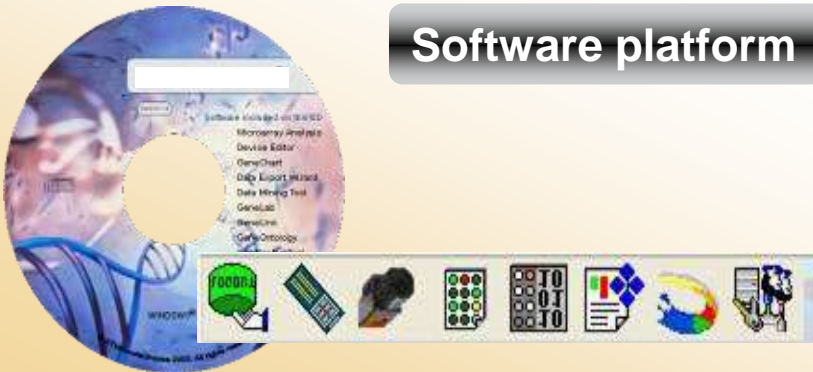 Software platform
Software included on this CD
Microarray Analysis
Device Editor
GeneChart
Data Export Wizard
Data Mining Tool
GeneLab
GeneLink
GeneOntology
WINDOWS